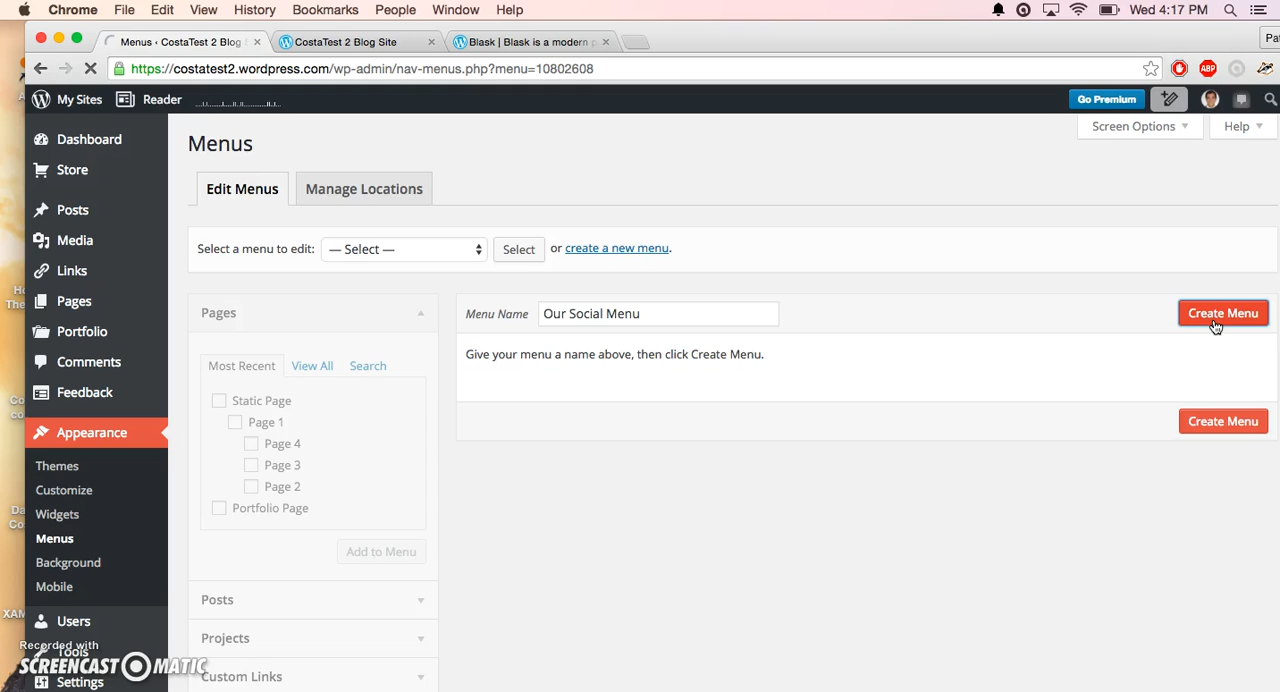 Chrome File Edit View History Bookmarks People Window Help Wed 4:17 PM
Menus ‹ CostaTest 2 Blog CostaTest 2 Blog Site Blask | Blask is a modern p Pat
https://costatest2.wordpress.com/wp-admin/nav-menus.php?menu=10802608 ABP
My Sites Reader Go Premium
Dashboard
Store
Posts
Media
Links
Pages
Portfolio
Comments
Feedback
Appearance
Themes
Customize
Widgets
Menus
Background
Mobile
Users
Tools
Settings
Screen Options Help
Menus
Edit Menus Manage Locations
Select a menu to edit: — Select — Select or create a new menu.
Pages
Most Recent View All Search
Static Page
Page 1
Page 4
Page 3
Page 2
Portfolio Page
Add to Menu
Posts
Projects
Custom Links
Menu Name Our Social Menu Create Menu
Give your menu a name above, then click Create Menu.
Create Menu
Recorded with
SCREENCAST-O-MATIC